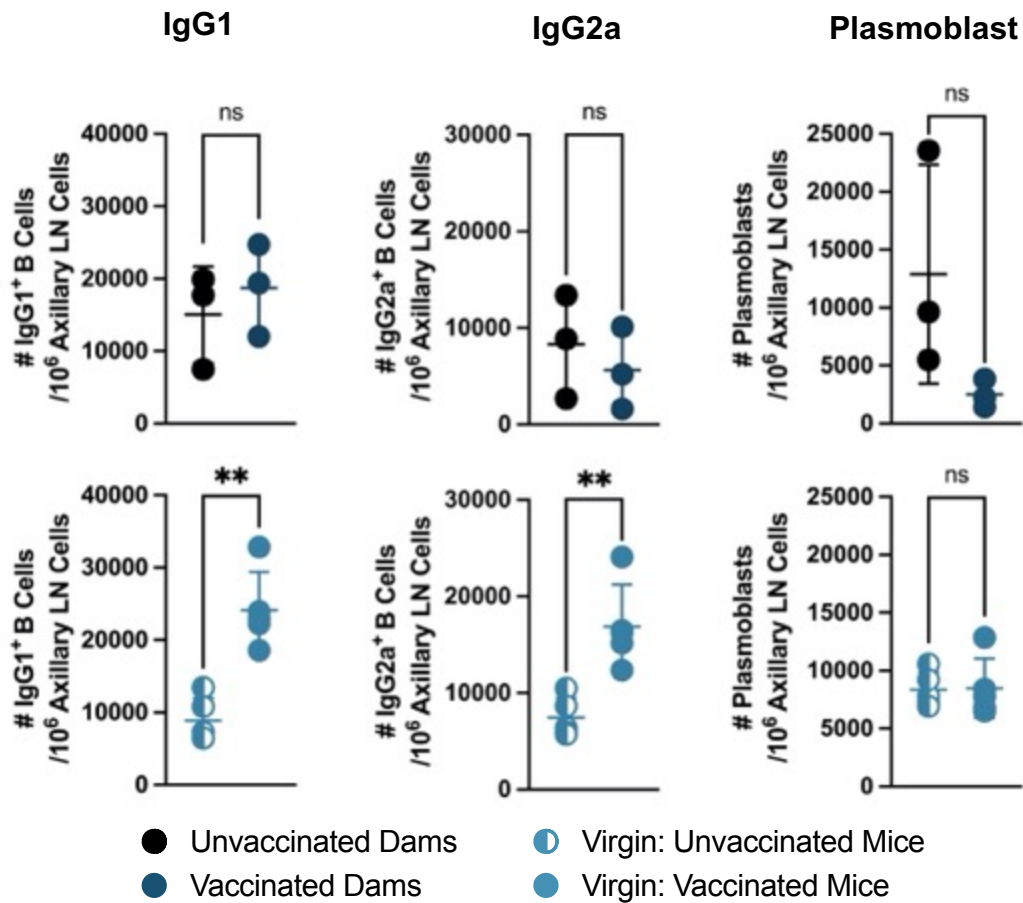 IgG1
IgG2a
Plasmoblast
# IgG1⁺ B Cells
/10⁶ Axillary LN Cells
40000
30000
20000
10000
0
ns
# IgG2a⁺ B Cells
/10⁶ Axillary LN Cells
30000
20000
10000
0
ns
# Plasmoblasts
/10⁶ Axillary LN Cells
25000
20000
15000
10000
5000
0
ns
# IgG1⁺ B Cells
/10⁶ Axillary LN Cells
40000
30000
20000
10000
0
**
# IgG2a⁺ B Cells
/10⁶ Axillary LN Cells
30000
20000
10000
0
**
# Plasmoblasts
/10⁶ Axillary LN Cells
25000
20000
15000
10000
5000
0
ns
Unvaccinated Dams
Vaccinated Dams
Virgin: Unvaccinated Mice
Virgin: Vaccinated Mice